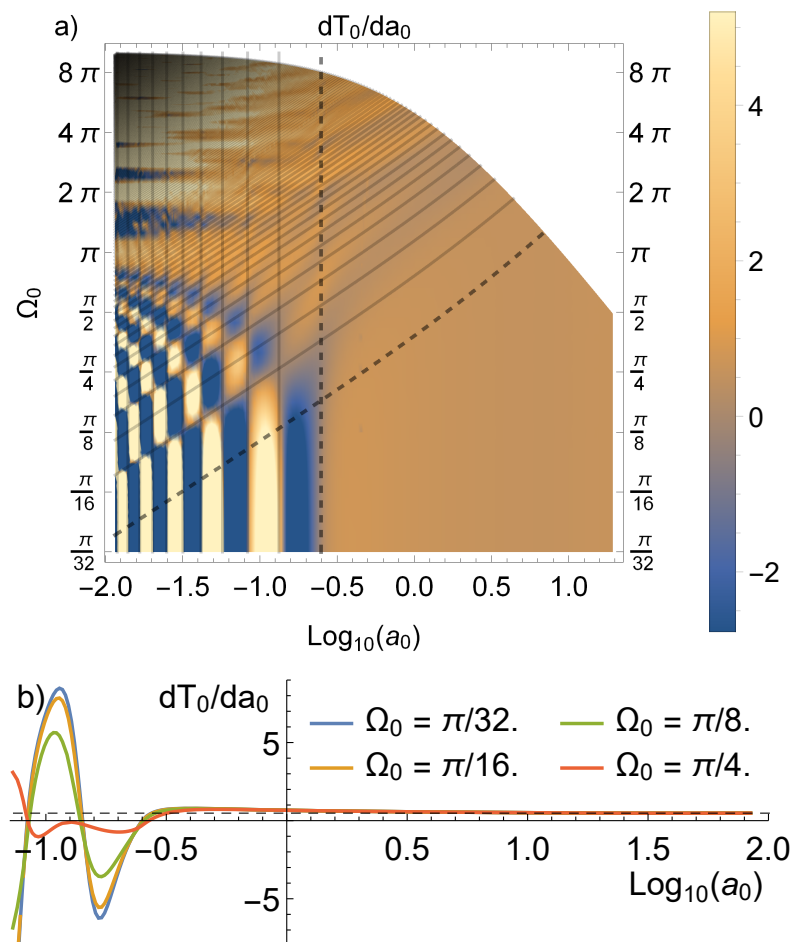 a) dT₀/da₀
8 π 8 π
4 π 4 π 4
2 π 2 π
2
π π
Ω₀
π/2 π/2
π/4 π/4
0
π/8 π/8
π/16 π/16
−2
π/32 π/32
−2.0 −1.5 −1.0 −0.5 0.0 0.5 1.0
Log₁₀(a₀)
b) dT₀/da₀
Ω₀ = π/32. Ω₀ = π/8.
5
Ω₀ = π/16. Ω₀ = π/4.
−1.0 −0.5 0.5 1.0 1.5 2.0
Log₁₀(a₀)
−5